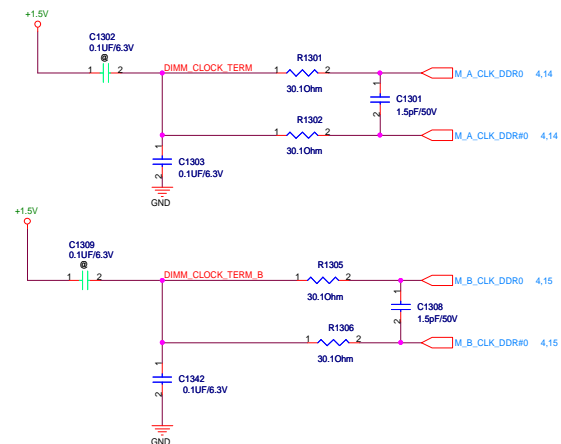 +1.5V
C1302
0.1UF/6.3V
@
1 2
DIMM_CLOCK_TERM
R1301
1 2
30.1Ohm
M_A_CLK_DDR0 4,14
1
C1301
1.5pF/50V
2
R1302
1 2
30.1Ohm
M_A_CLK_DDR#0 4,14
1
C1303
0.1UF/6.3V
2
GND
+1.5V
C1309
0.1UF/6.3V
@
1 2
DIMM_CLOCK_TERM_B
R1305
1 2
30.1Ohm
M_B_CLK_DDR0 4,15
1
C1308
1.5pF/50V
2
R1306
1 2
30.1Ohm
M_B_CLK_DDR#0 4,15
1
C1342
0.1UF/6.3V
2
GND